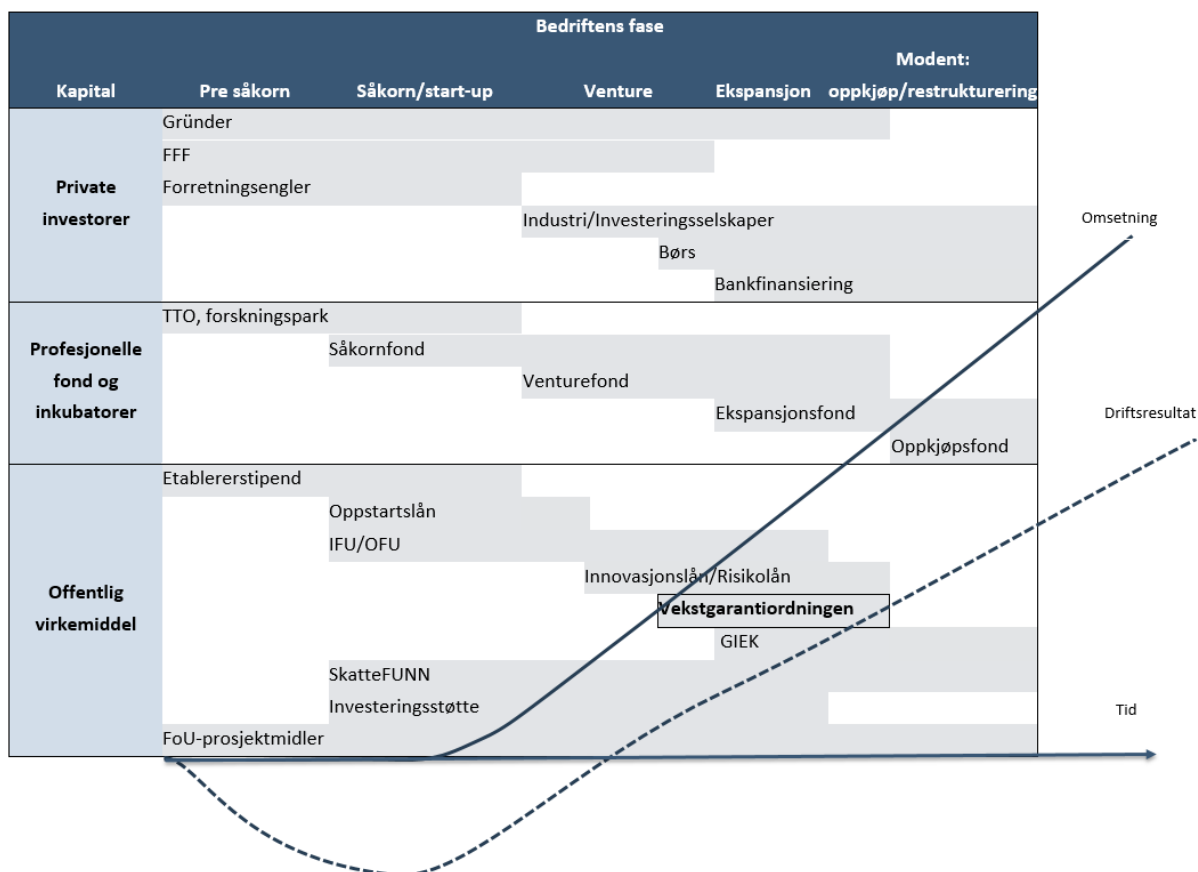 Bedriftens fase
Kapital
Pre såkorn
Såkorn/start-up
Venture
Ekspansjon
Modent:
oppkjøp/restrukturering
Private
investorer
Gründer
FFF
Forretningsengler
Industri/Investeringsselskaper
Børs
Bankfinansiering
Omsetning
Profesjonelle
fond og
inkubatorer
TTO, forskningspark
Såkornfond
Venturefond
Ekspansjonsfond
Oppkjøpsfond
Driftsresultat
Offentlig
virkemiddel
Etablererstipend
Oppstartslån
IFU/OFU
Innovasjonslån/Risikolån
Vekstgarantiordningen
GIEK
SkatteFUNN
Investeringsstøtte
FoU-prosjektmidler
Tid